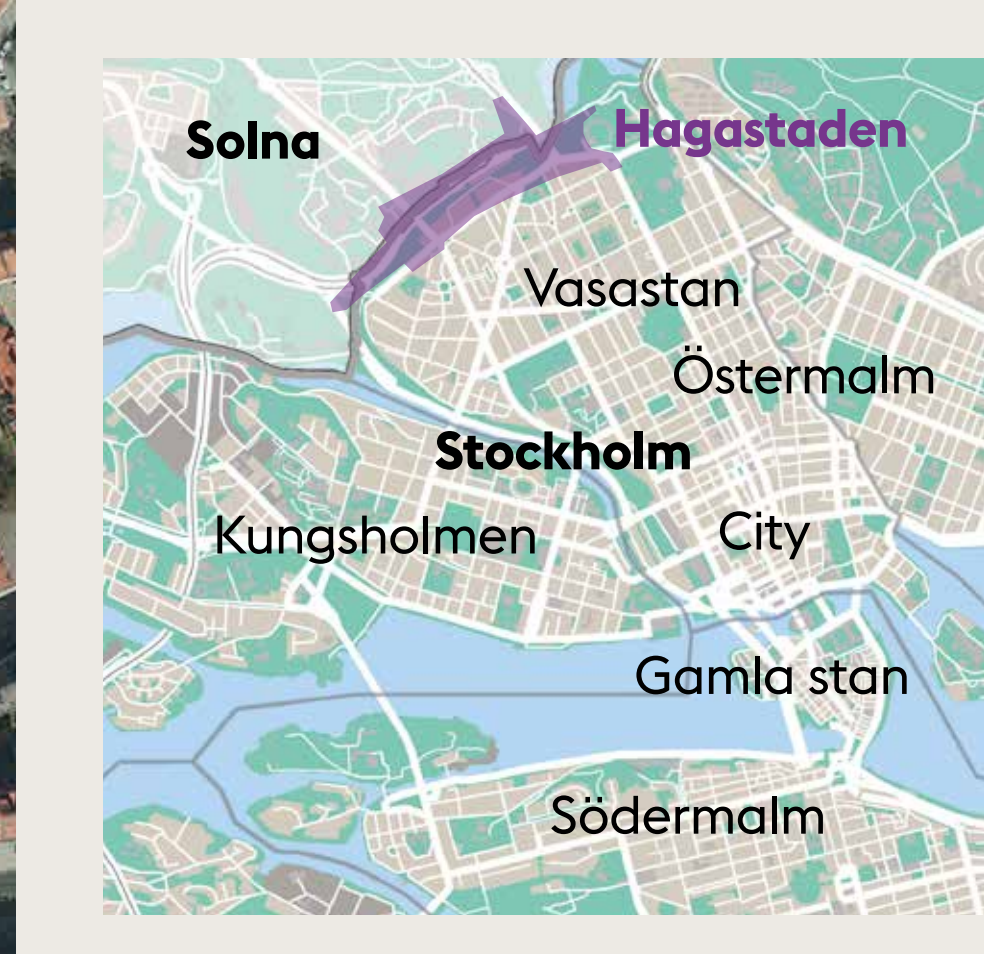 Solna
Hagastaden
Vasastan
Östermalm
Stockholm
Kungsholmen
City
Gamla stan
Södermalm